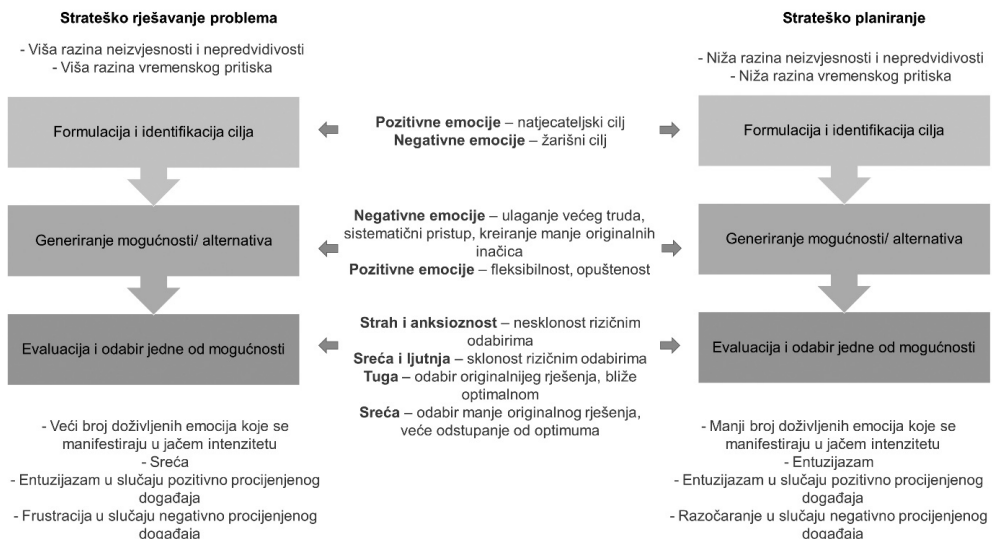 Strateško rješavanje problema
- Viša razina neizvjesnosti i nepredvidivosti
- Viša razina vremenskog pritiska
Formulacija i identifikacija cilja
Generiranje mogućnosti/ alternativa
Evaluacija i odabir jedne od mogućnosti
- Veći broj doživljenih emocija koje se
manifestiraju u jačem intenzitetu
- Sreća
- Entuzijazam u slučaju pozitivno procijenjenog
događaja
- Frustracija u slučaju negativno procijenjenog
događaja
Pozitivne emocije – natjecateljski cilj
Negativne emocije – žarišni cilj
Negativne emocije – ulaganje većeg truda,
sistematični pristup, kreiranje manje originalnih
inačica
Pozitivne emocije – fleksibilnost, opuštenost
Strah i anksioznost – nesklonost rizičnim
odabirima
Sreća i ljutnja – sklonost rizičnim odabirima
Tuga – odabir originalnijeg rješenja, bliže
optimalnom
Sreća – odabir manje originalnog rješenja,
veće odstupanje od optimuma
Strateško planiranje
- Niža razina neizvjesnosti i nepredvidivosti
- Niža razina vremenskog pritiska
Formulacija i identifikacija cilja
Generiranje mogućnosti/ alternativa
Evaluacija i odabir jedne od mogućnosti
- Manji broj doživljenih emocija koje se
manifestiraju u jačem intenzitetu
- Entuzijazam
- Entuzijazam u slučaju pozitivno procijenjenog
događaja
- Razočaranje u slučaju negativno procijenjenog
događaja